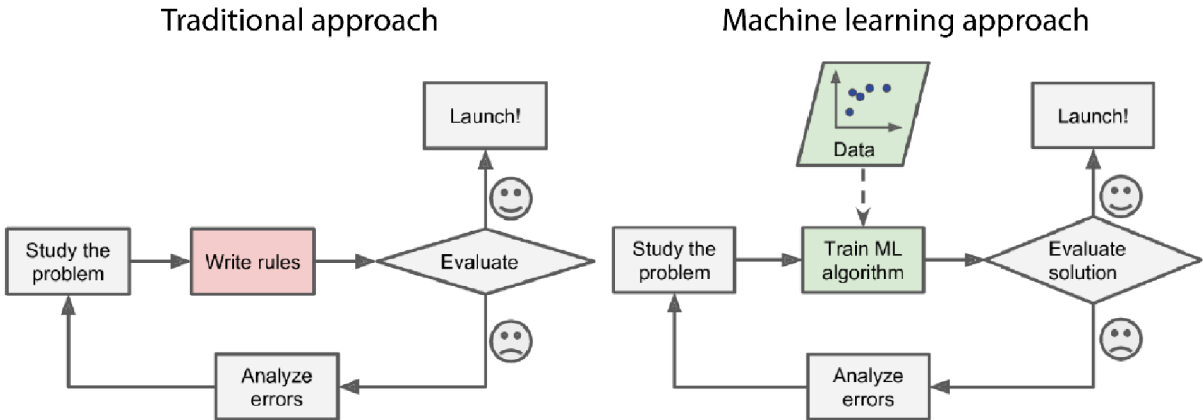 Traditional approach
Launch!
Study the
problem
Write rules
Evaluate
Analyze
errors
Machine learning approach
Data
Launch!
Study the
problem
Train ML
algorithm
Evaluate
solution
Analyze
errors